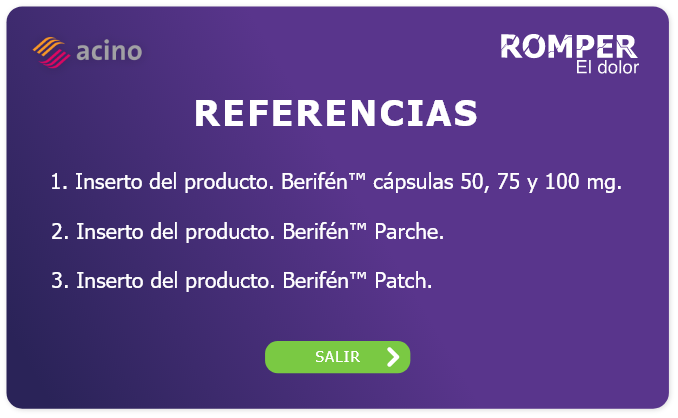 acino
ROMPER
El dolor
REFERENCIAS
1. Inserto del producto. Berifén™ cápsulas 50, 75 y 100 mg.
2. Inserto del producto. Berifén™ Parche.
3. Inserto del producto. Berifén™ Patch.
SALIR